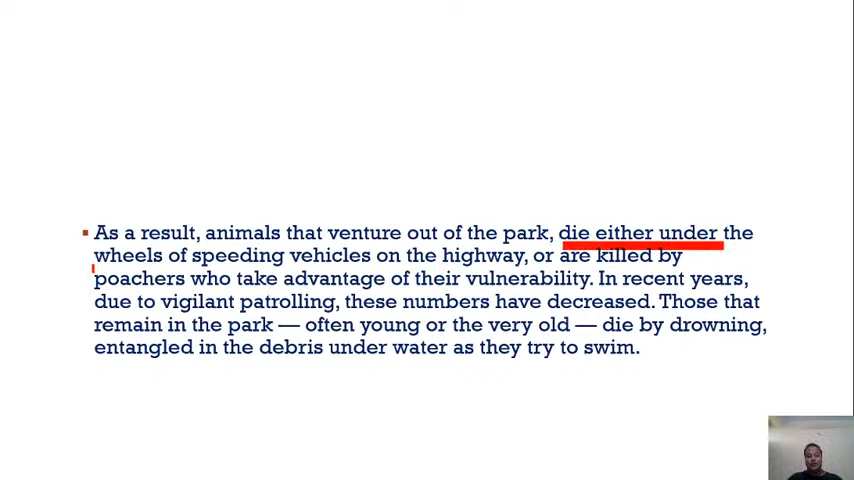 As a result, animals that venture out of the park, die either under the
wheels of speeding vehicles on the highway, or are killed by
poachers who take advantage of their vulnerability. In recent years,
due to vigilant patrolling, these numbers have decreased. Those that
remain in the park — often young or the very old — die by drowning,
entangled in the debris under water as they try to swim.